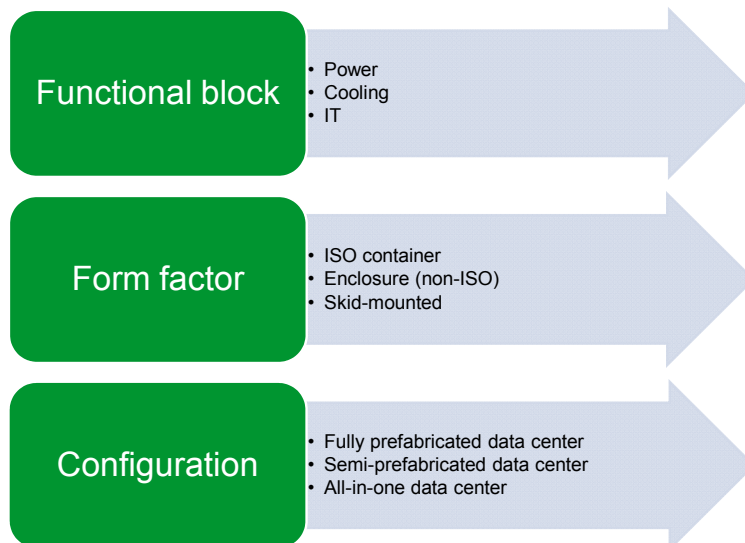 Functional block
• Power
• Cooling
• IT
Form factor
• ISO container
• Enclosure (non-ISO)
• Skid-mounted
Configuration
• Fully prefabricated data center
• Semi-prefabricated data center
• All-in-one data center